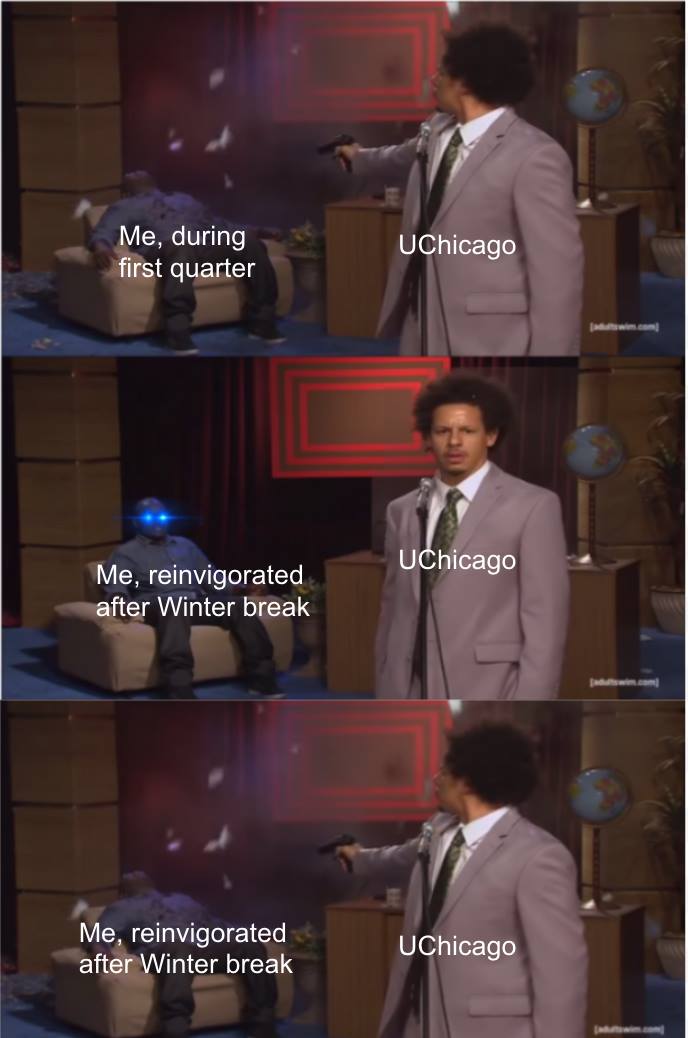 Me, during
first quarter
UChicago
[adultswim.com]
Me, reinvigorated
after Winter break
UChicago
[adultswim.com]
Me, reinvigorated
after Winter break
UChicago
[adultswim.com]